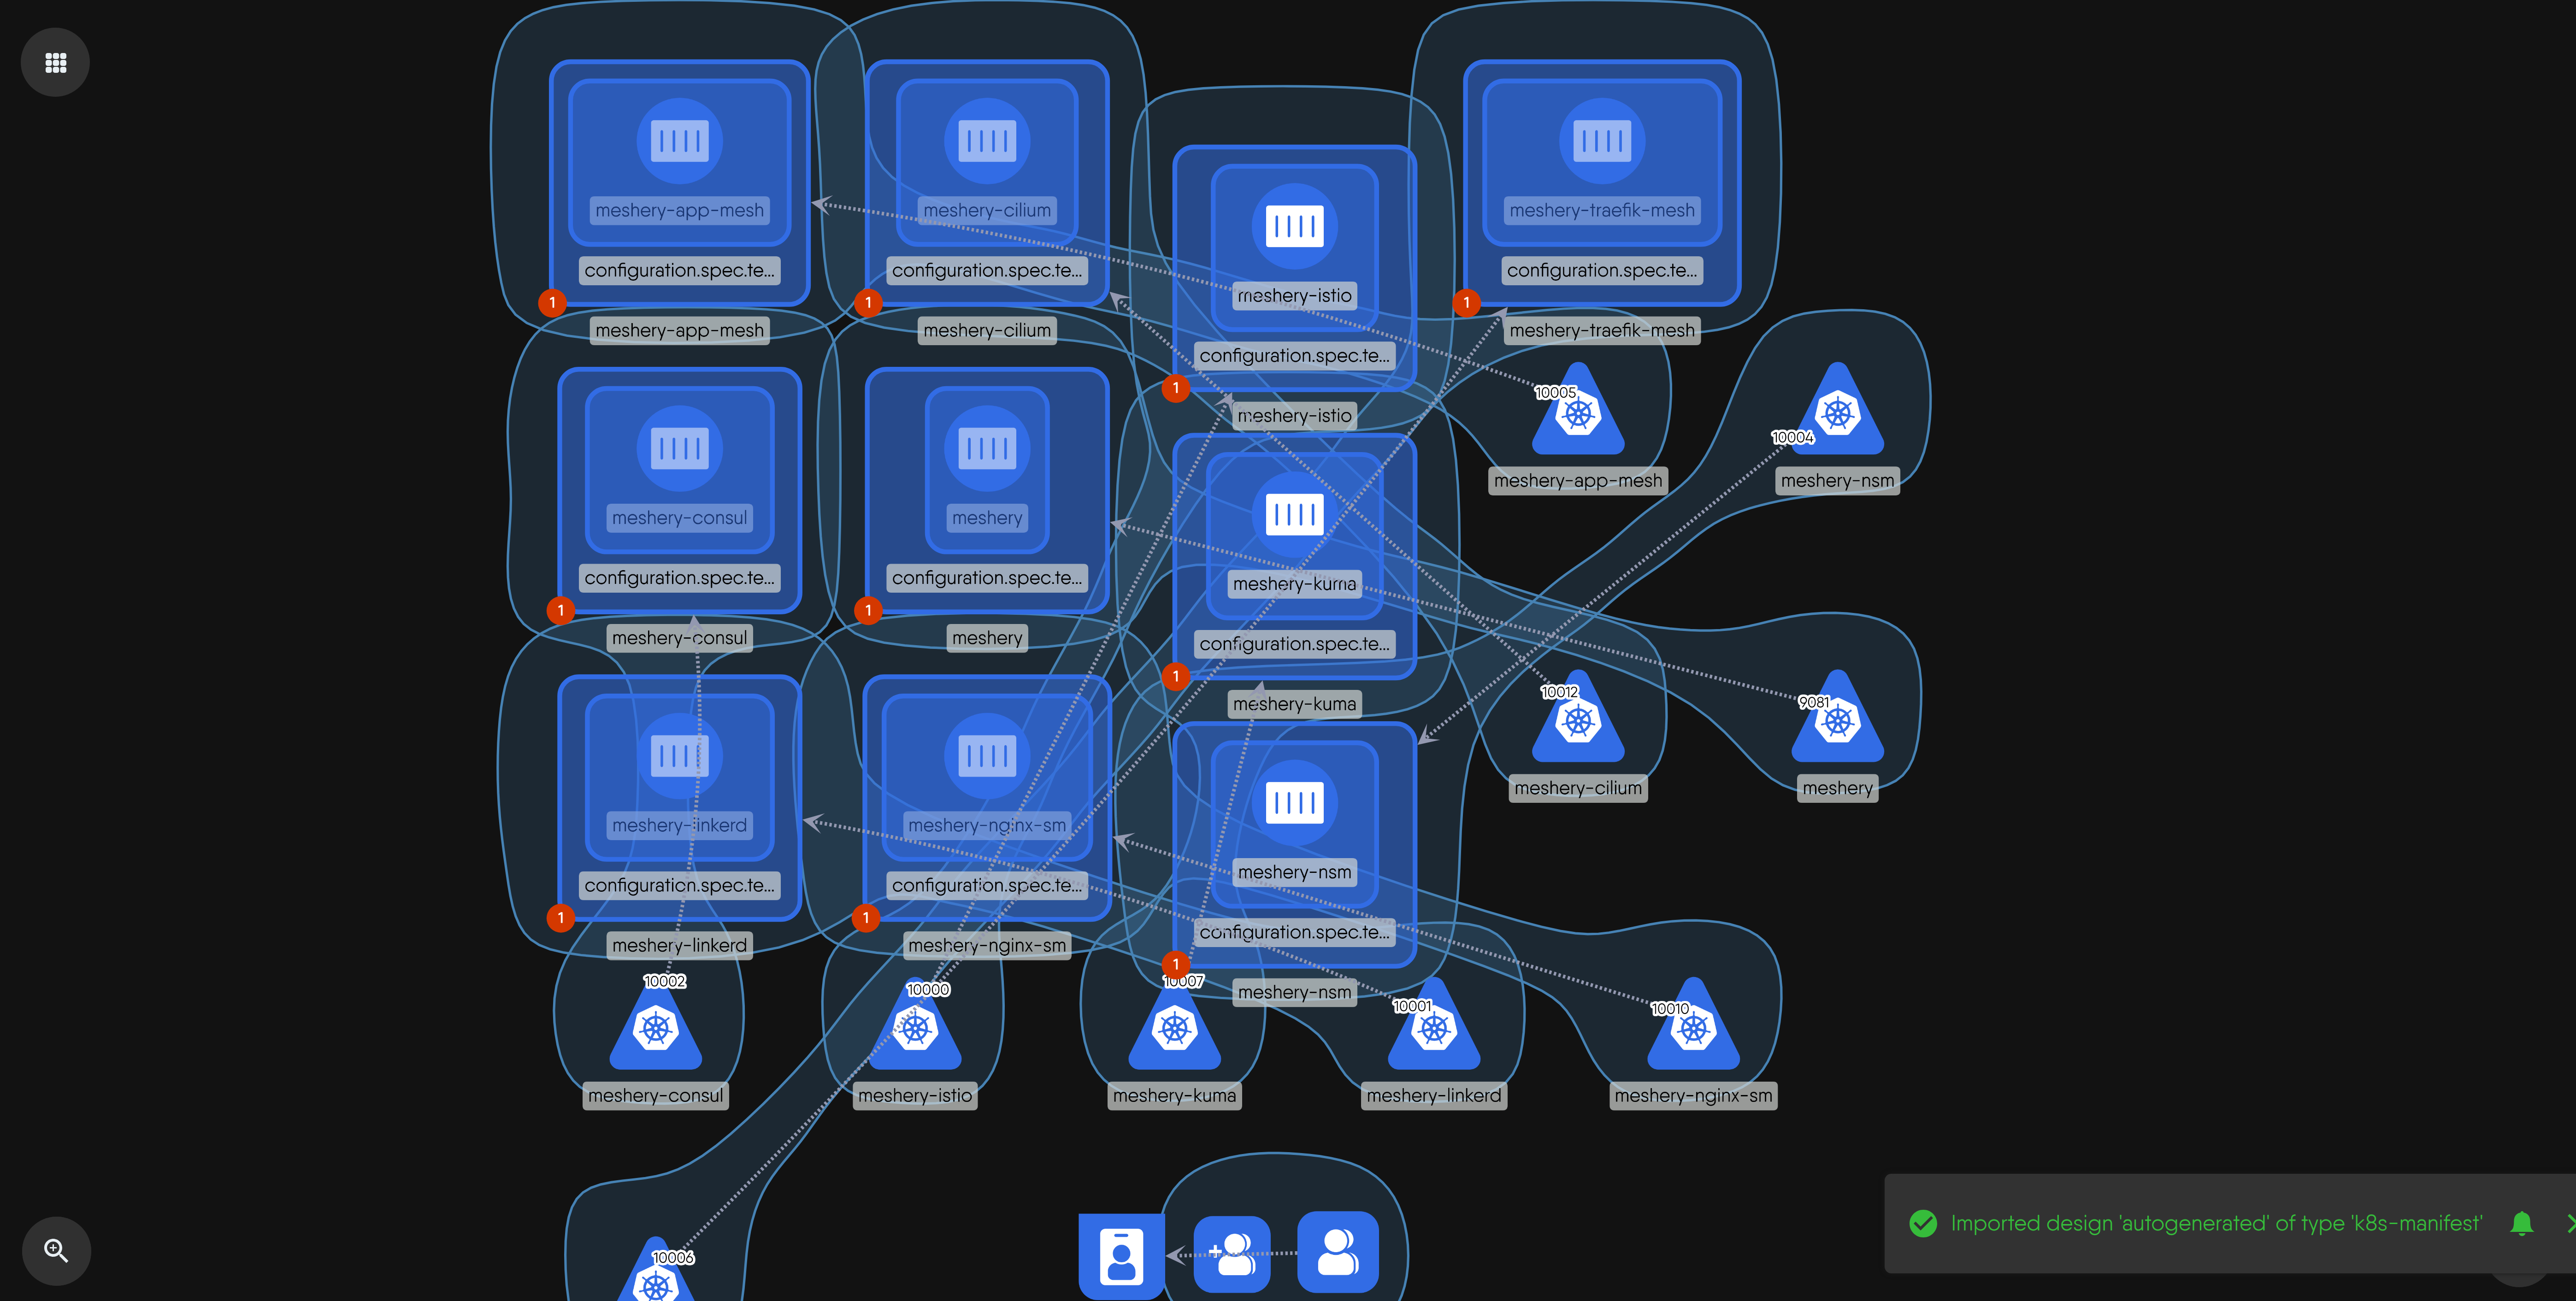 meshery-app-mesh
configuration.spec.te...
1
meshery-app-mesh
meshery-cilium
configuration.spec.te...
1
meshery-cilium
meshery-istio
configuration.spec.te...
1
meshery-istio
meshery-traefik-mesh
configuration.spec.te...
1
meshery-traefik-mesh
10005
meshery-app-mesh
10004
meshery-nsm
meshery-consul
configuration.spec.te...
1
meshery-consul
meshery
configuration.spec.te...
1
meshery
meshery-kuma
configuration.spec.te...
1
meshery-kuma
10012
meshery-cilium
9081
meshery
meshery-linkerd
configuration.spec.te...
1
meshery-linkerd
meshery-nginx-sm
configuration.spec.te...
1
meshery-nginx-sm
meshery-nsm
configuration.spec.te...
1
meshery-nsm
10002
meshery-consul
10000
meshery-istio
10007
meshery-kuma
10001
meshery-linkerd
10010
meshery-nginx-sm
10006
Imported design 'autogenerated' of type 'k8s-manifest'